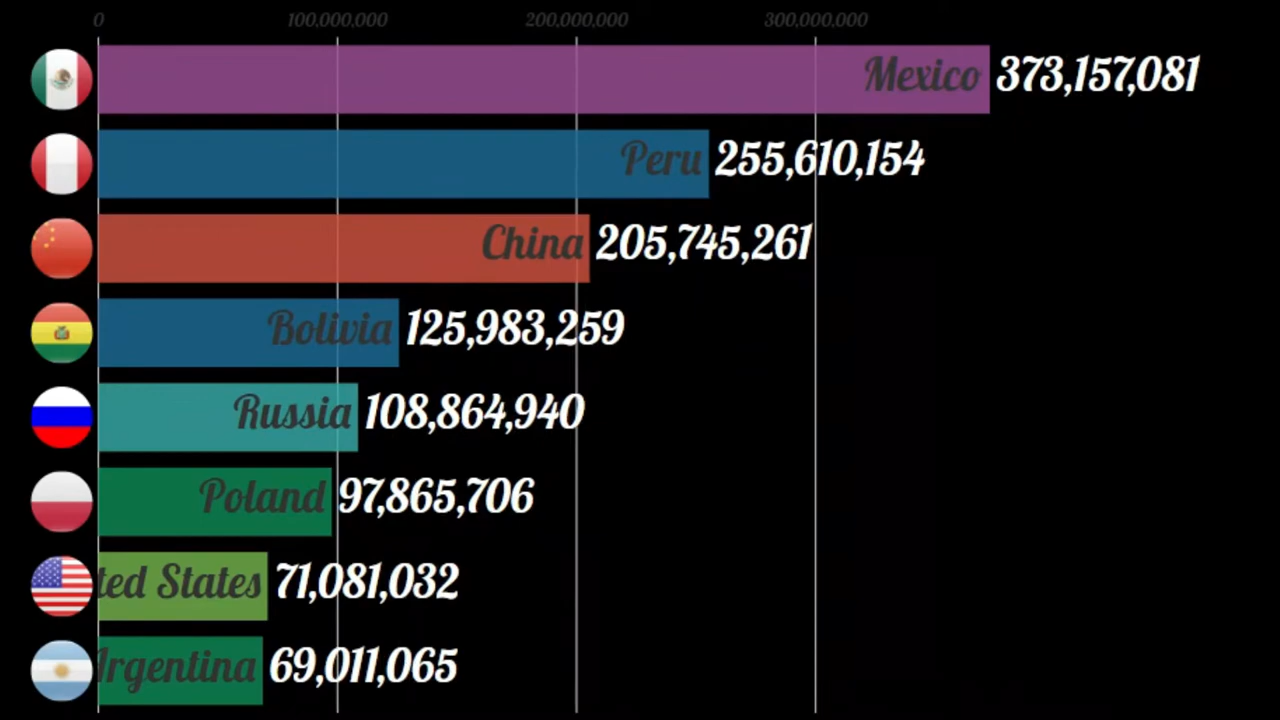 0 100,000,000 200,000,000 300,000,000
Mexico 373,157,081
Peru 255,610,154
China 205,745,261
Bolivia 125,983,259
Russia 108,864,940
Poland 97,865,706
ted States 71,081,032
Argentina 69,011,065